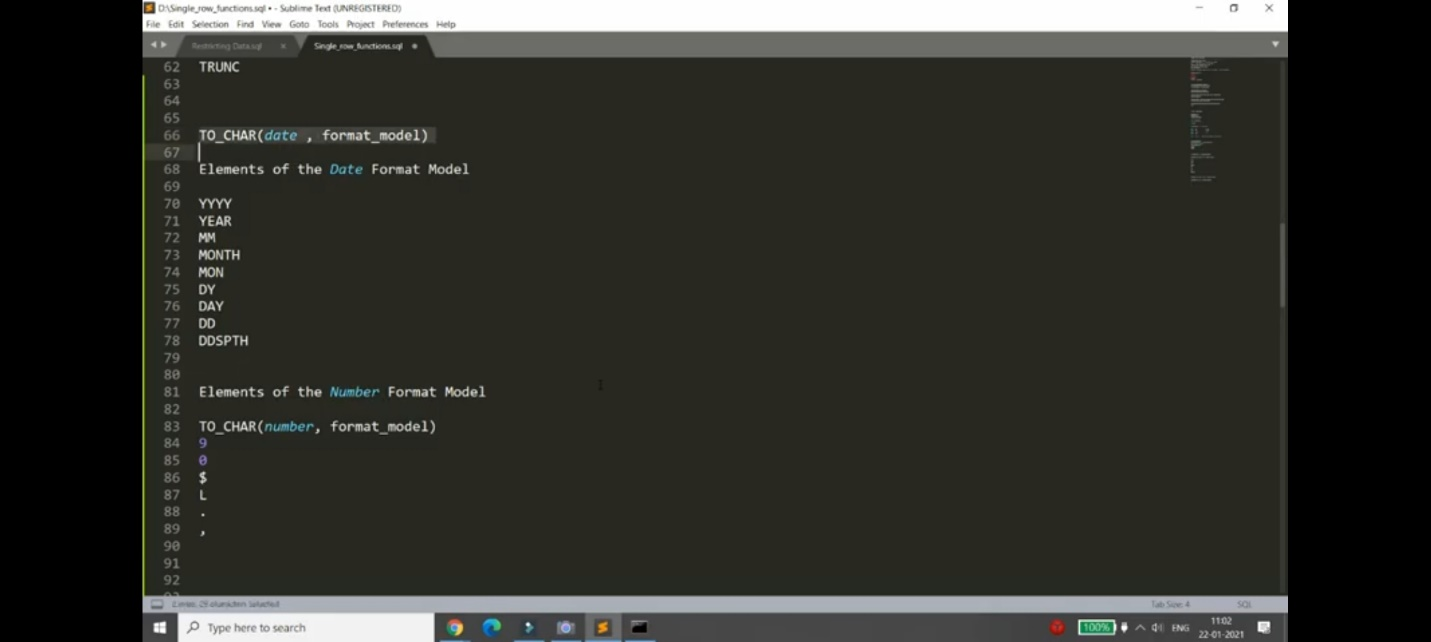 D:\Single_row_functions.sql • - Sublime Text (UNREGISTERED)
File Edit Selection Find View Goto Tools Project Preferences Help
Restricting Data.sql Single_row_functions.sql
62 TRUNC
63
64
65
66 TO_CHAR(date , format_model)
67
68 Elements of the Date Format Model
69
70 YYYY
71 YEAR
72 MM
73 MONTH
74 MON
75 DY
76 DAY
77 DD
78 DDSPTH
79
80
81 Elements of the Number Format Model
82
83 TO_CHAR(number, format_model)
84 9
85 0
86 $
87 L
88 .
89 ,
90
91
92
2 lines, 29 characters selected Tab Size: 4 SQL
Type here to search
100% ENG
11:02
22-01-2021